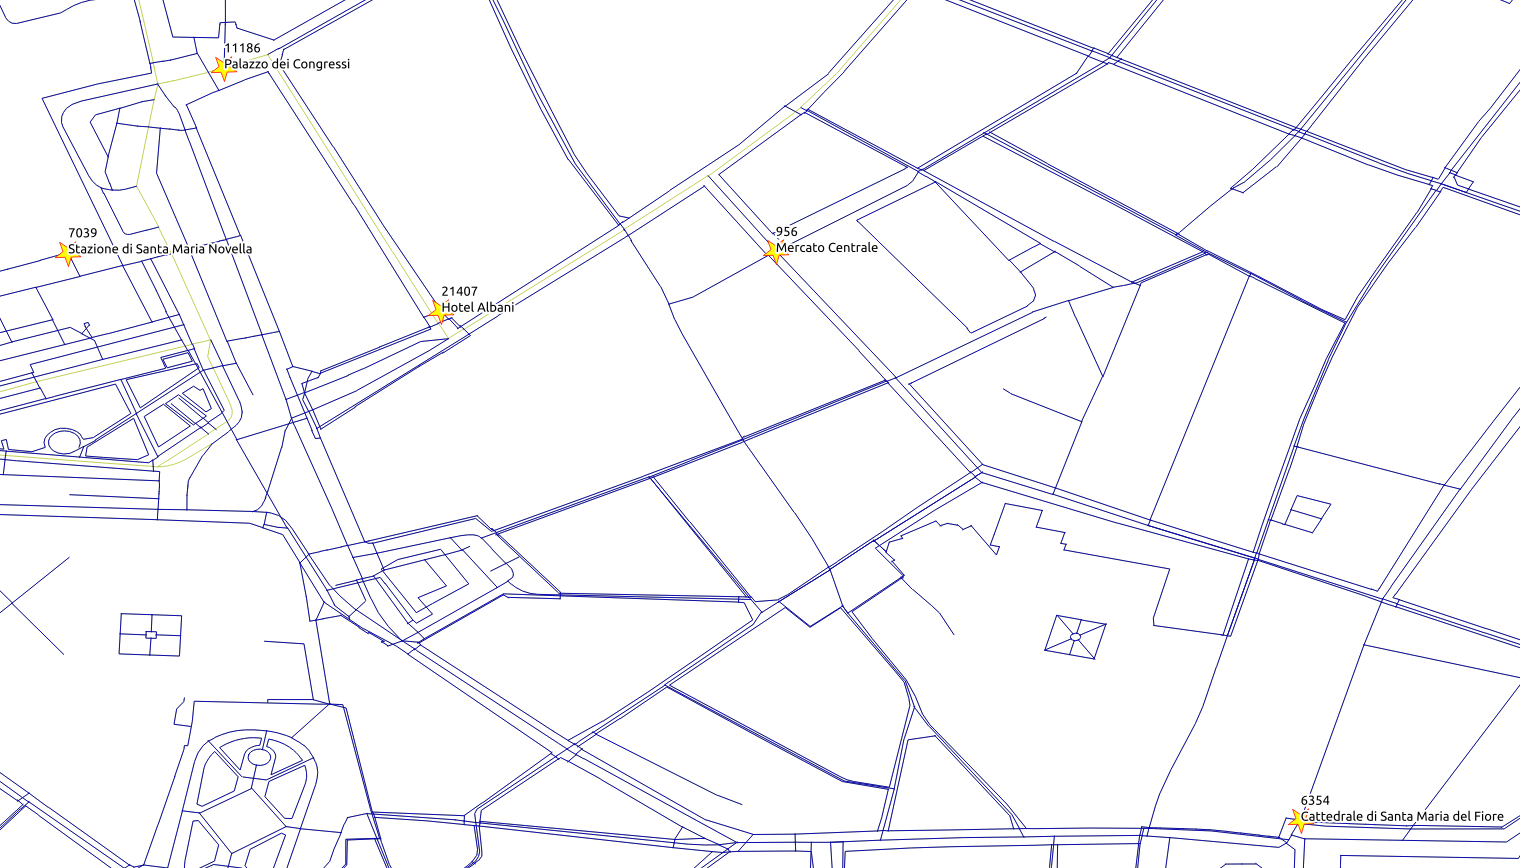 11186
Palazzo dei Congressi
7039
Stazione di Santa Maria Novella
956
Mercato Centrale
21407
Hotel Albani
6354
Cattedrale di Santa Maria del Fiore